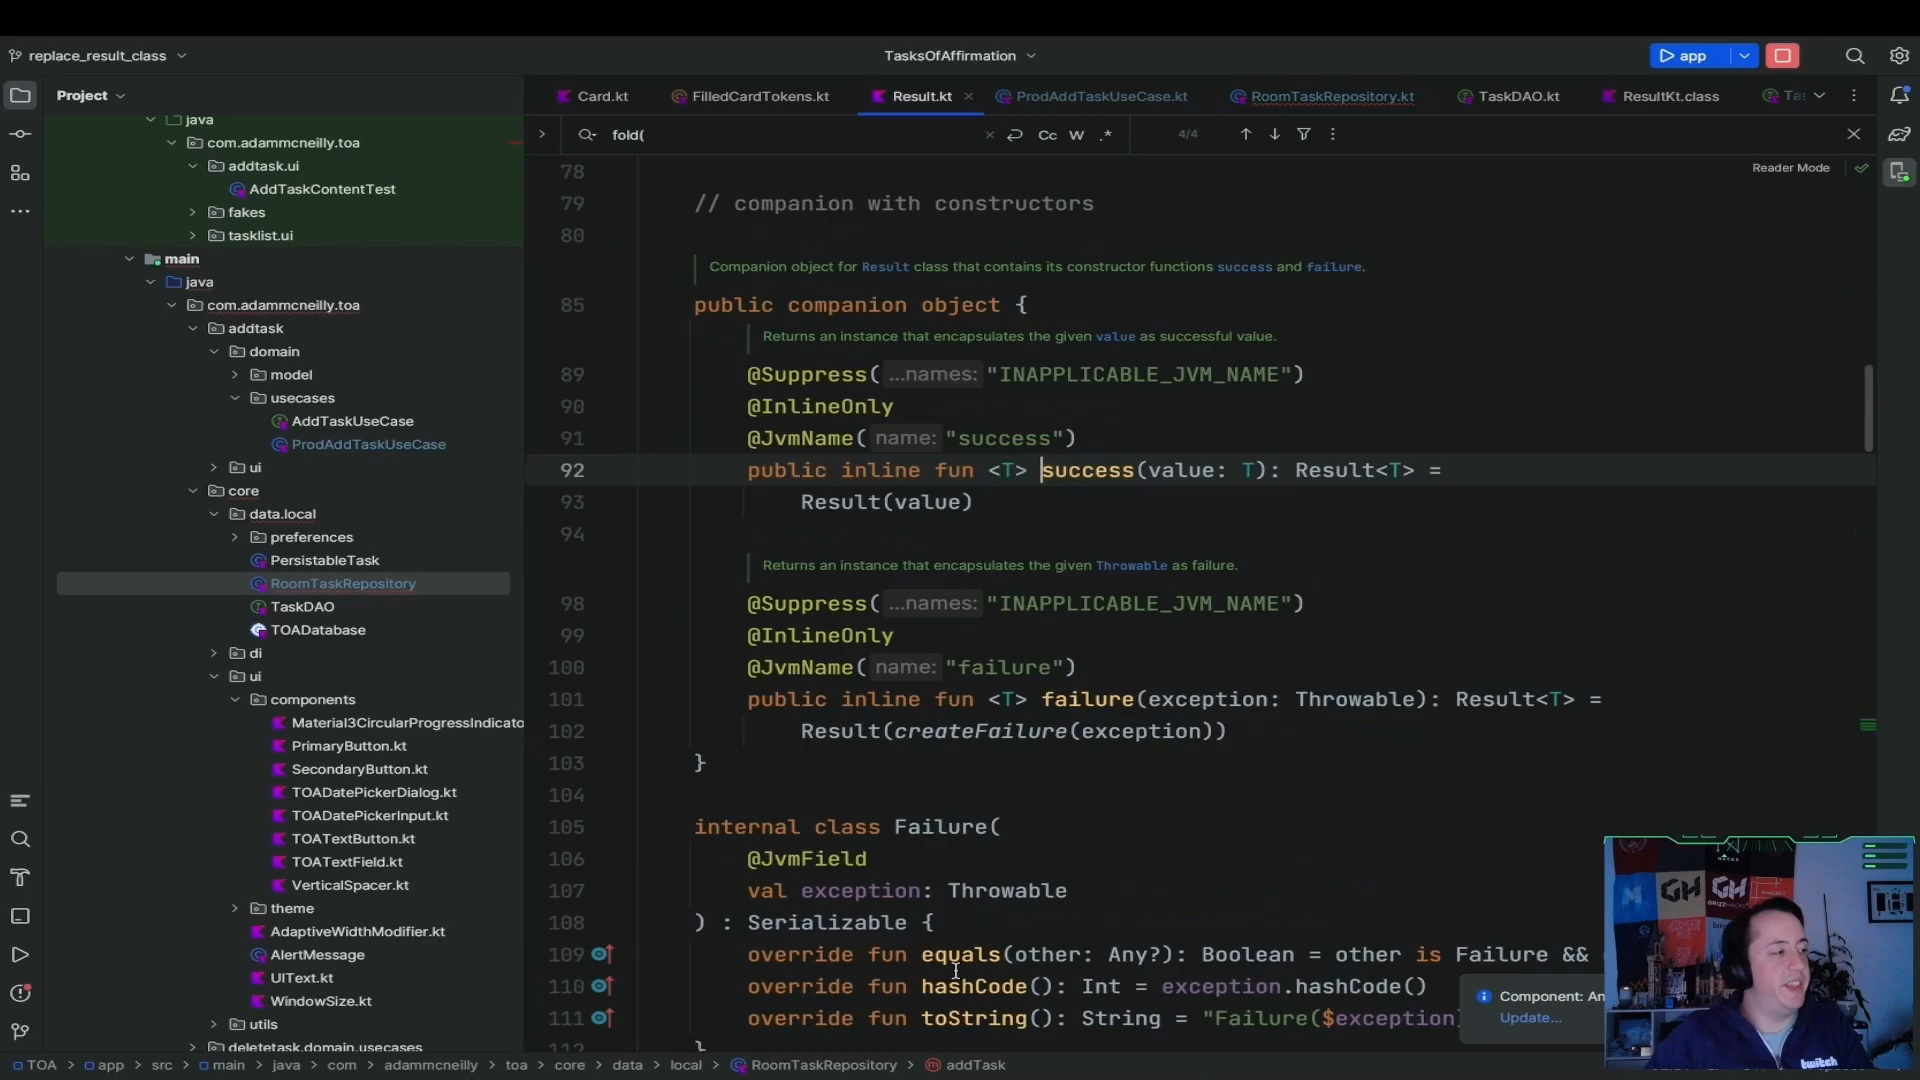 replace_result_class
TasksOfAffirmation
app
Project
Card.kt
FilledCardTokens.kt
Result.kt
ProdAddTaskUseCase.kt
RoomTaskRepository.kt
TaskDAO.kt
ResultKt.class
Ta
fold(
Cc W .*
4/4
Reader Mode
java
com.adammcneilly.toa
addtask.ui
AddTaskContentTest
fakes
tasklist.ui
main
java
com.adammcneilly.toa
addtask
domain
model
usecases
AddTaskUseCase
ProdAddTaskUseCase
ui
core
data.local
preferences
PersistableTask
RoomTaskRepository
TaskDAO
TOADatabase
di
ui
components
Material3CircularProgressIndicato
PrimaryButton.kt
SecondaryButton.kt
TOADatePickerDialog.kt
TOADatePickerInput.kt
TOATextButton.kt
TOATextField.kt
VerticalSpacer.kt
theme
AdaptiveWidthModifier.kt
AlertMessage
UIText.kt
WindowSize.kt
utils
deletetask.domain.usecases
78
79 // companion with constructors
80
Companion object for Result class that contains its constructor functions success and failure.
85 public companion object {
Returns an instance that encapsulates the given value as successful value.
89 @Suppress( ...names: "INAPPLICABLE_JVM_NAME")
90 @InlineOnly
91 @JvmName( name: "success")
92 public inline fun <T> success(value: T): Result<T> =
93 Result(value)
94
Returns an instance that encapsulates the given Throwable as failure.
98 @Suppress( ...names: "INAPPLICABLE_JVM_NAME")
99 @InlineOnly
100 @JvmName( name: "failure")
101 public inline fun <T> failure(exception: Throwable): Result<T> =
102 Result(createFailure(exception))
103 }
104
105 internal class Failure(
106 @JvmField
107 val exception: Throwable
108 ) : Serializable {
109 override fun equals(other: Any?): Boolean = other is Failure &&
110 override fun hashCode(): Int = exception.hashCode()
111 override fun toString(): String = "Failure($exception
112 }
Component: An
Update...
GH
GH
twitch
TOA > app > src > main > java > com > adammcneilly > toa > core > data > local > RoomTaskRepository > addTask